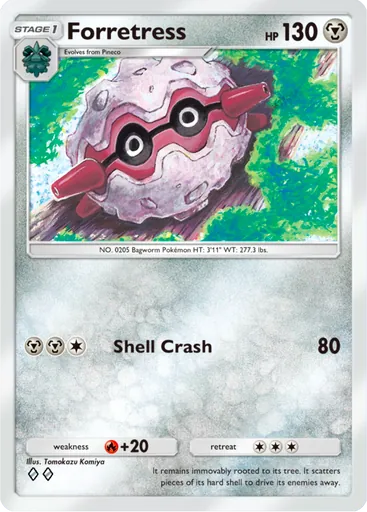 STAGE 1
Forretress
HP 130
Evolves from Pineco
NO. 0205 Bagworm Pokémon HT: 3'11" WT: 277.3 lbs.
Shell Crash 80
weakness +20 retreat
Illus. Tomokazu Komiya
It remains immovably rooted to its tree. It scatters
pieces of its hard shell to drive its enemies away.